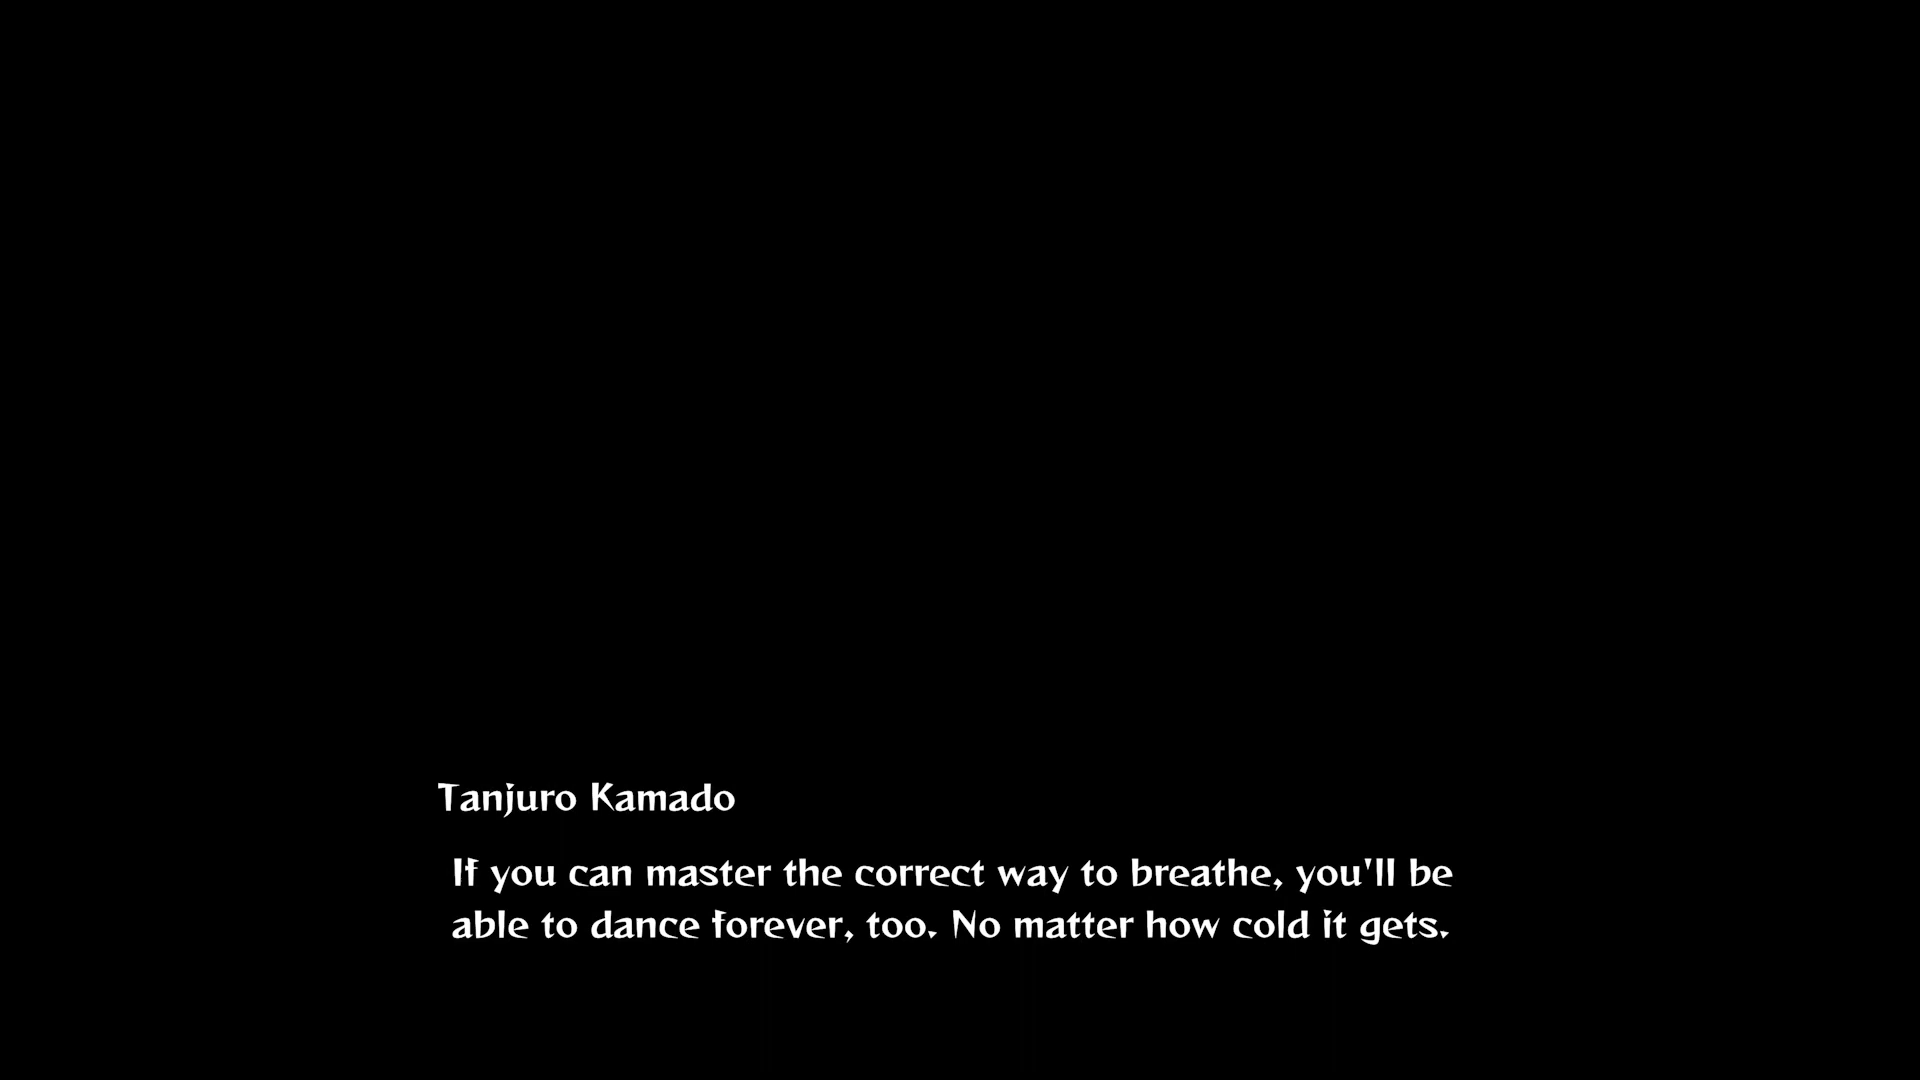 Tanjuro Kamado
If you can master the correct way to breathe, you'll be
able to dance forever, too. No matter how cold it gets.